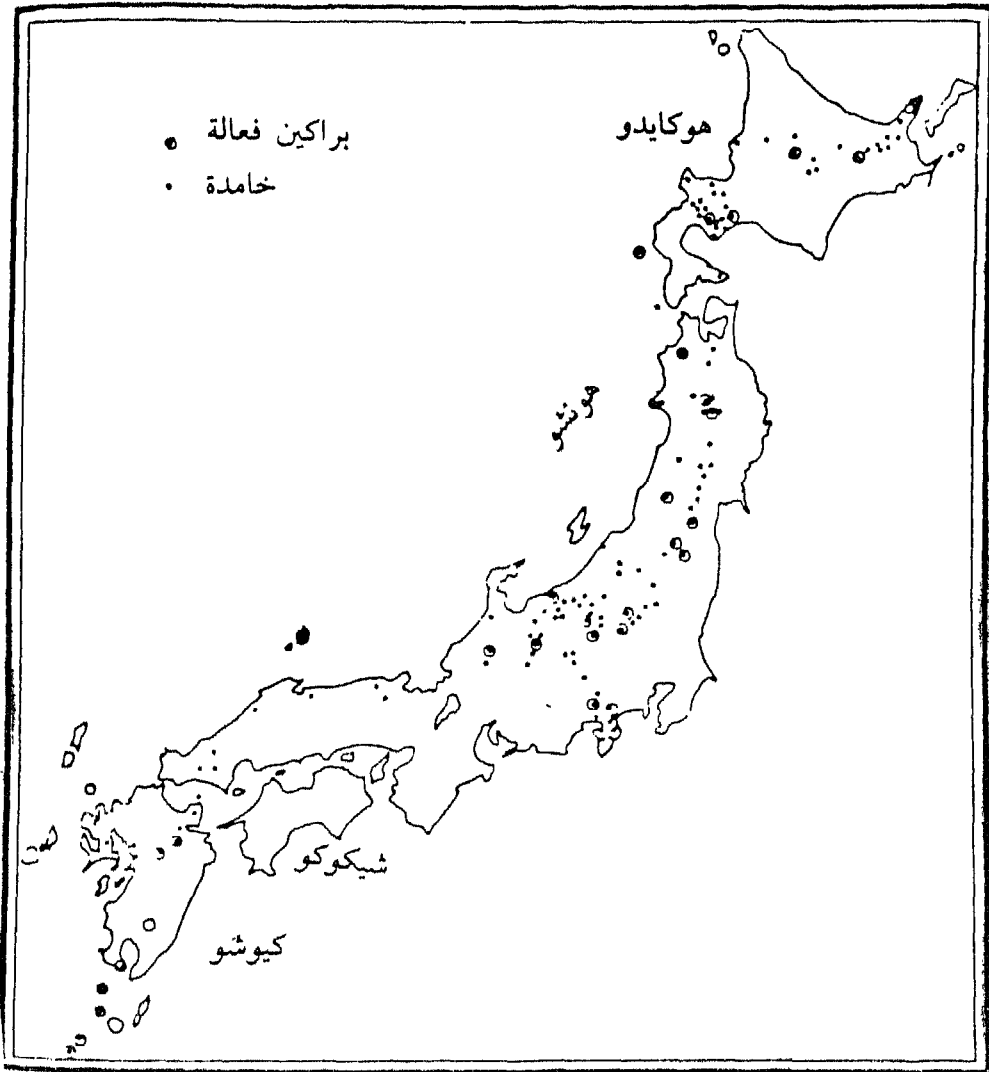 هوكايدو
براكين فعالة
خامدة
هونشو
شيكوكو
كيوشو